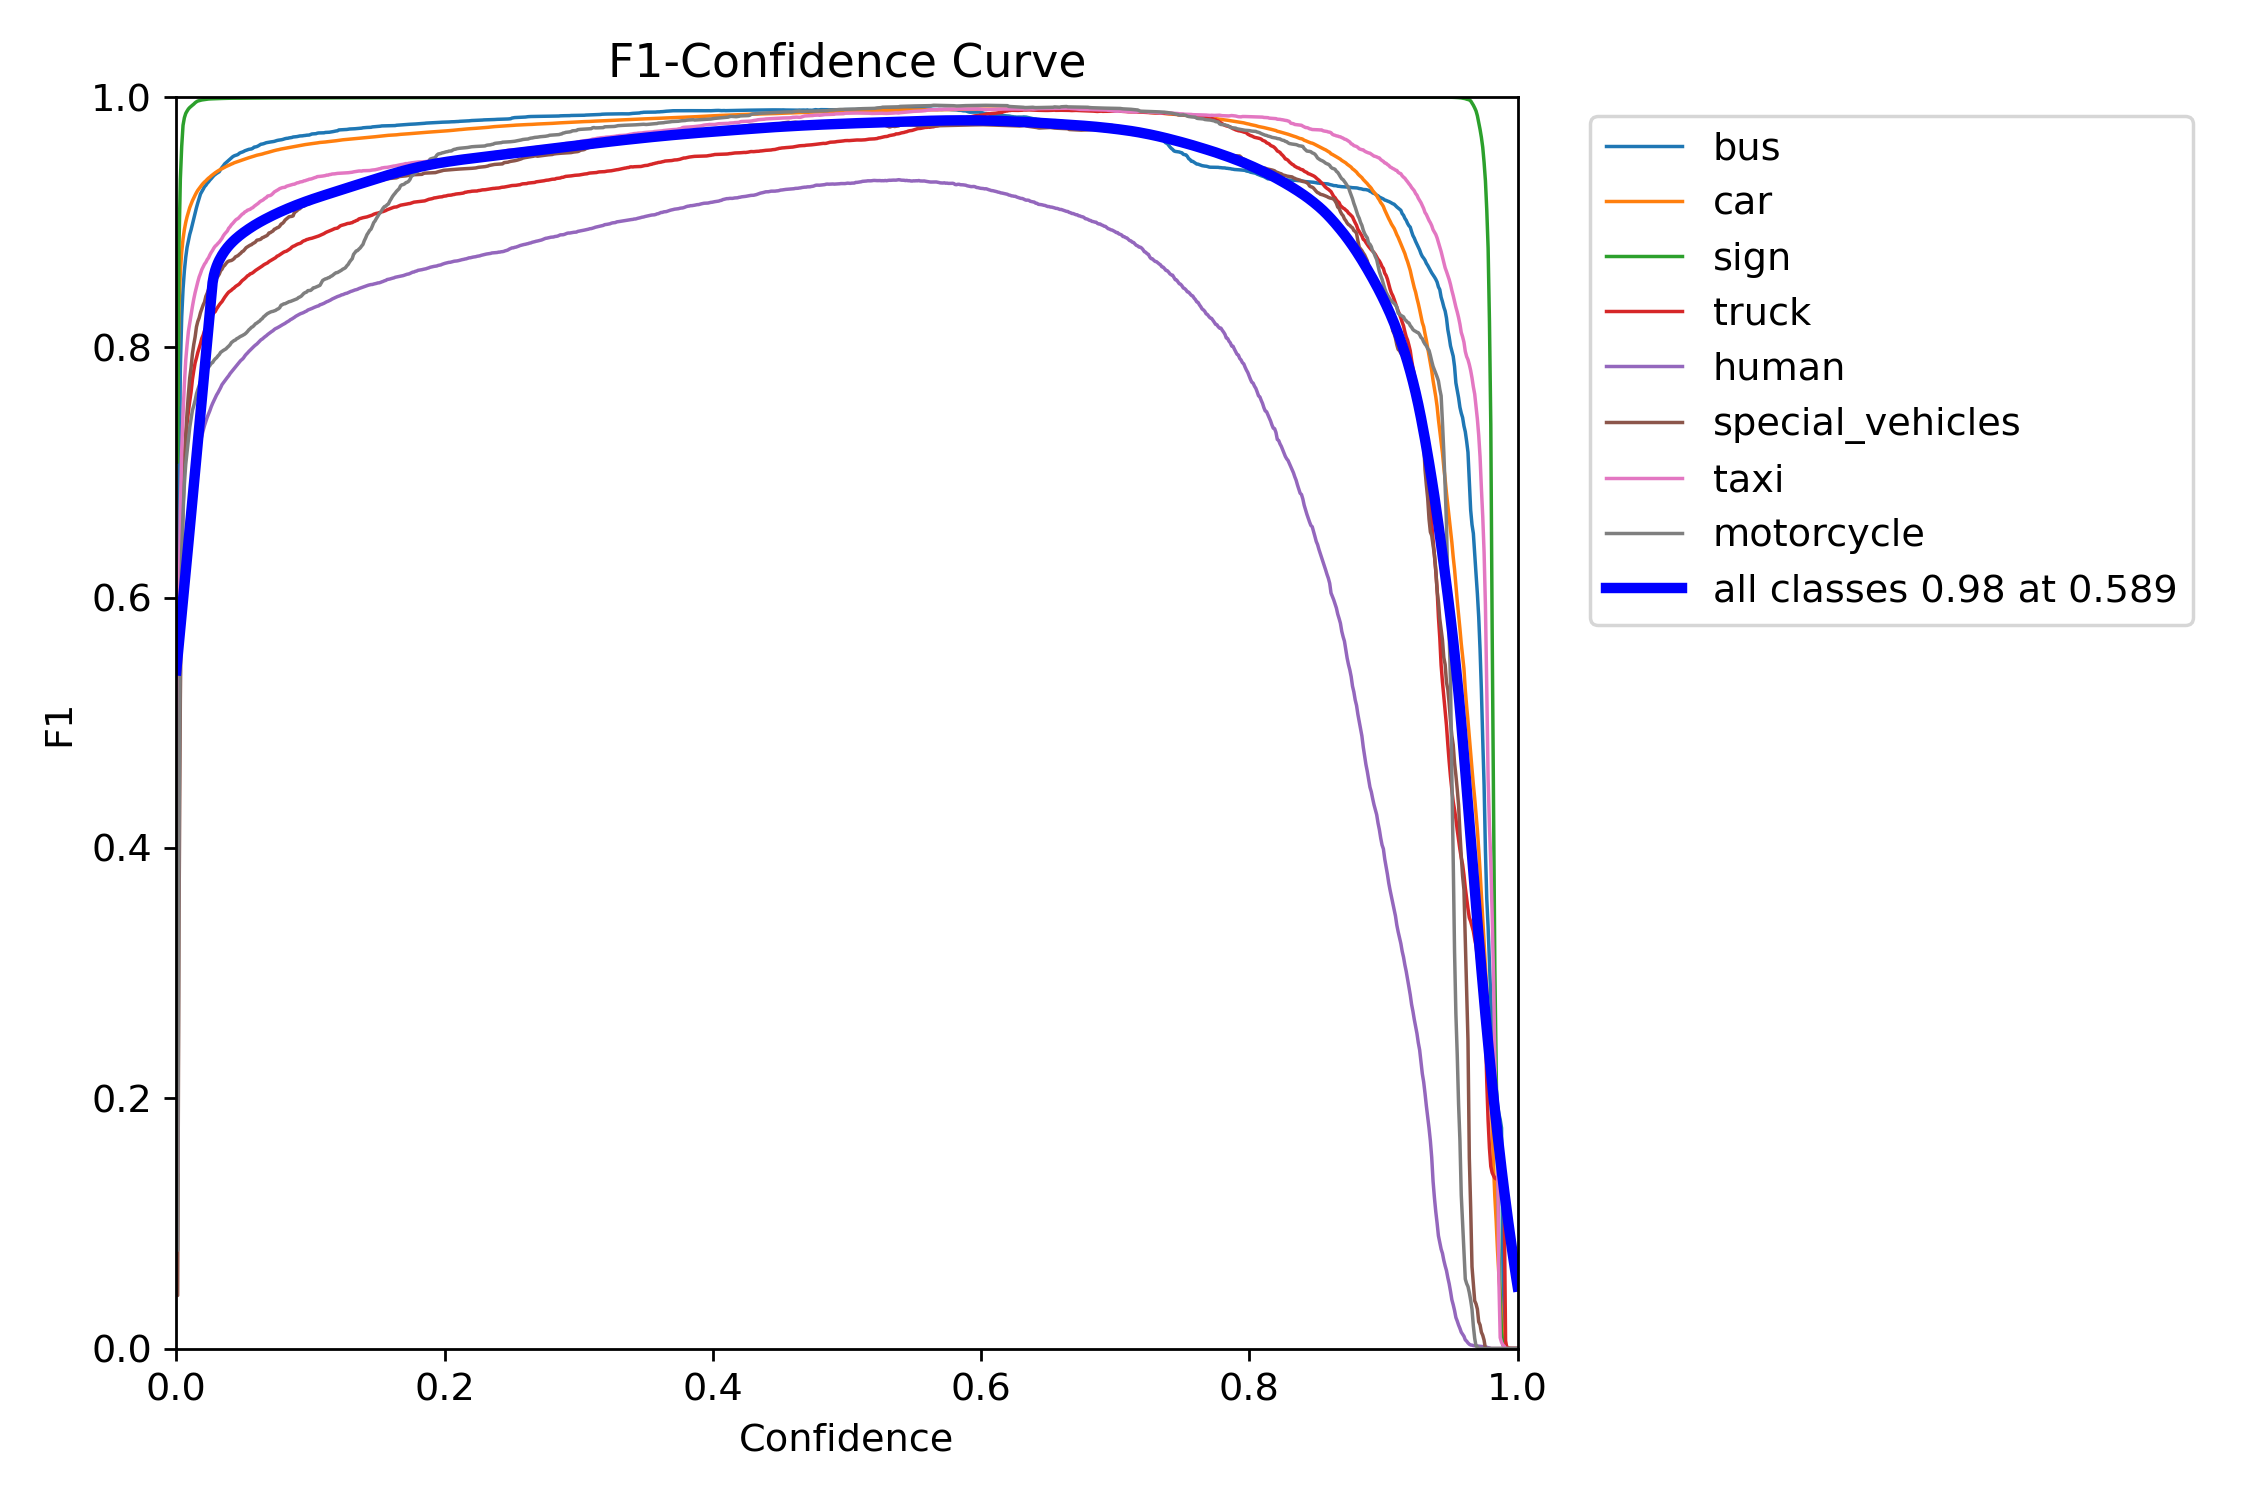 F1-Confidence Curve
1.0
0.8
0.6
0.4
0.2
0.0
F1
0.0 0.2 0.4 0.6 0.8 1.0
Confidence
bus
car
sign
truck
human
special_vehicles
taxi
motorcycle
all classes 0.98 at 0.589